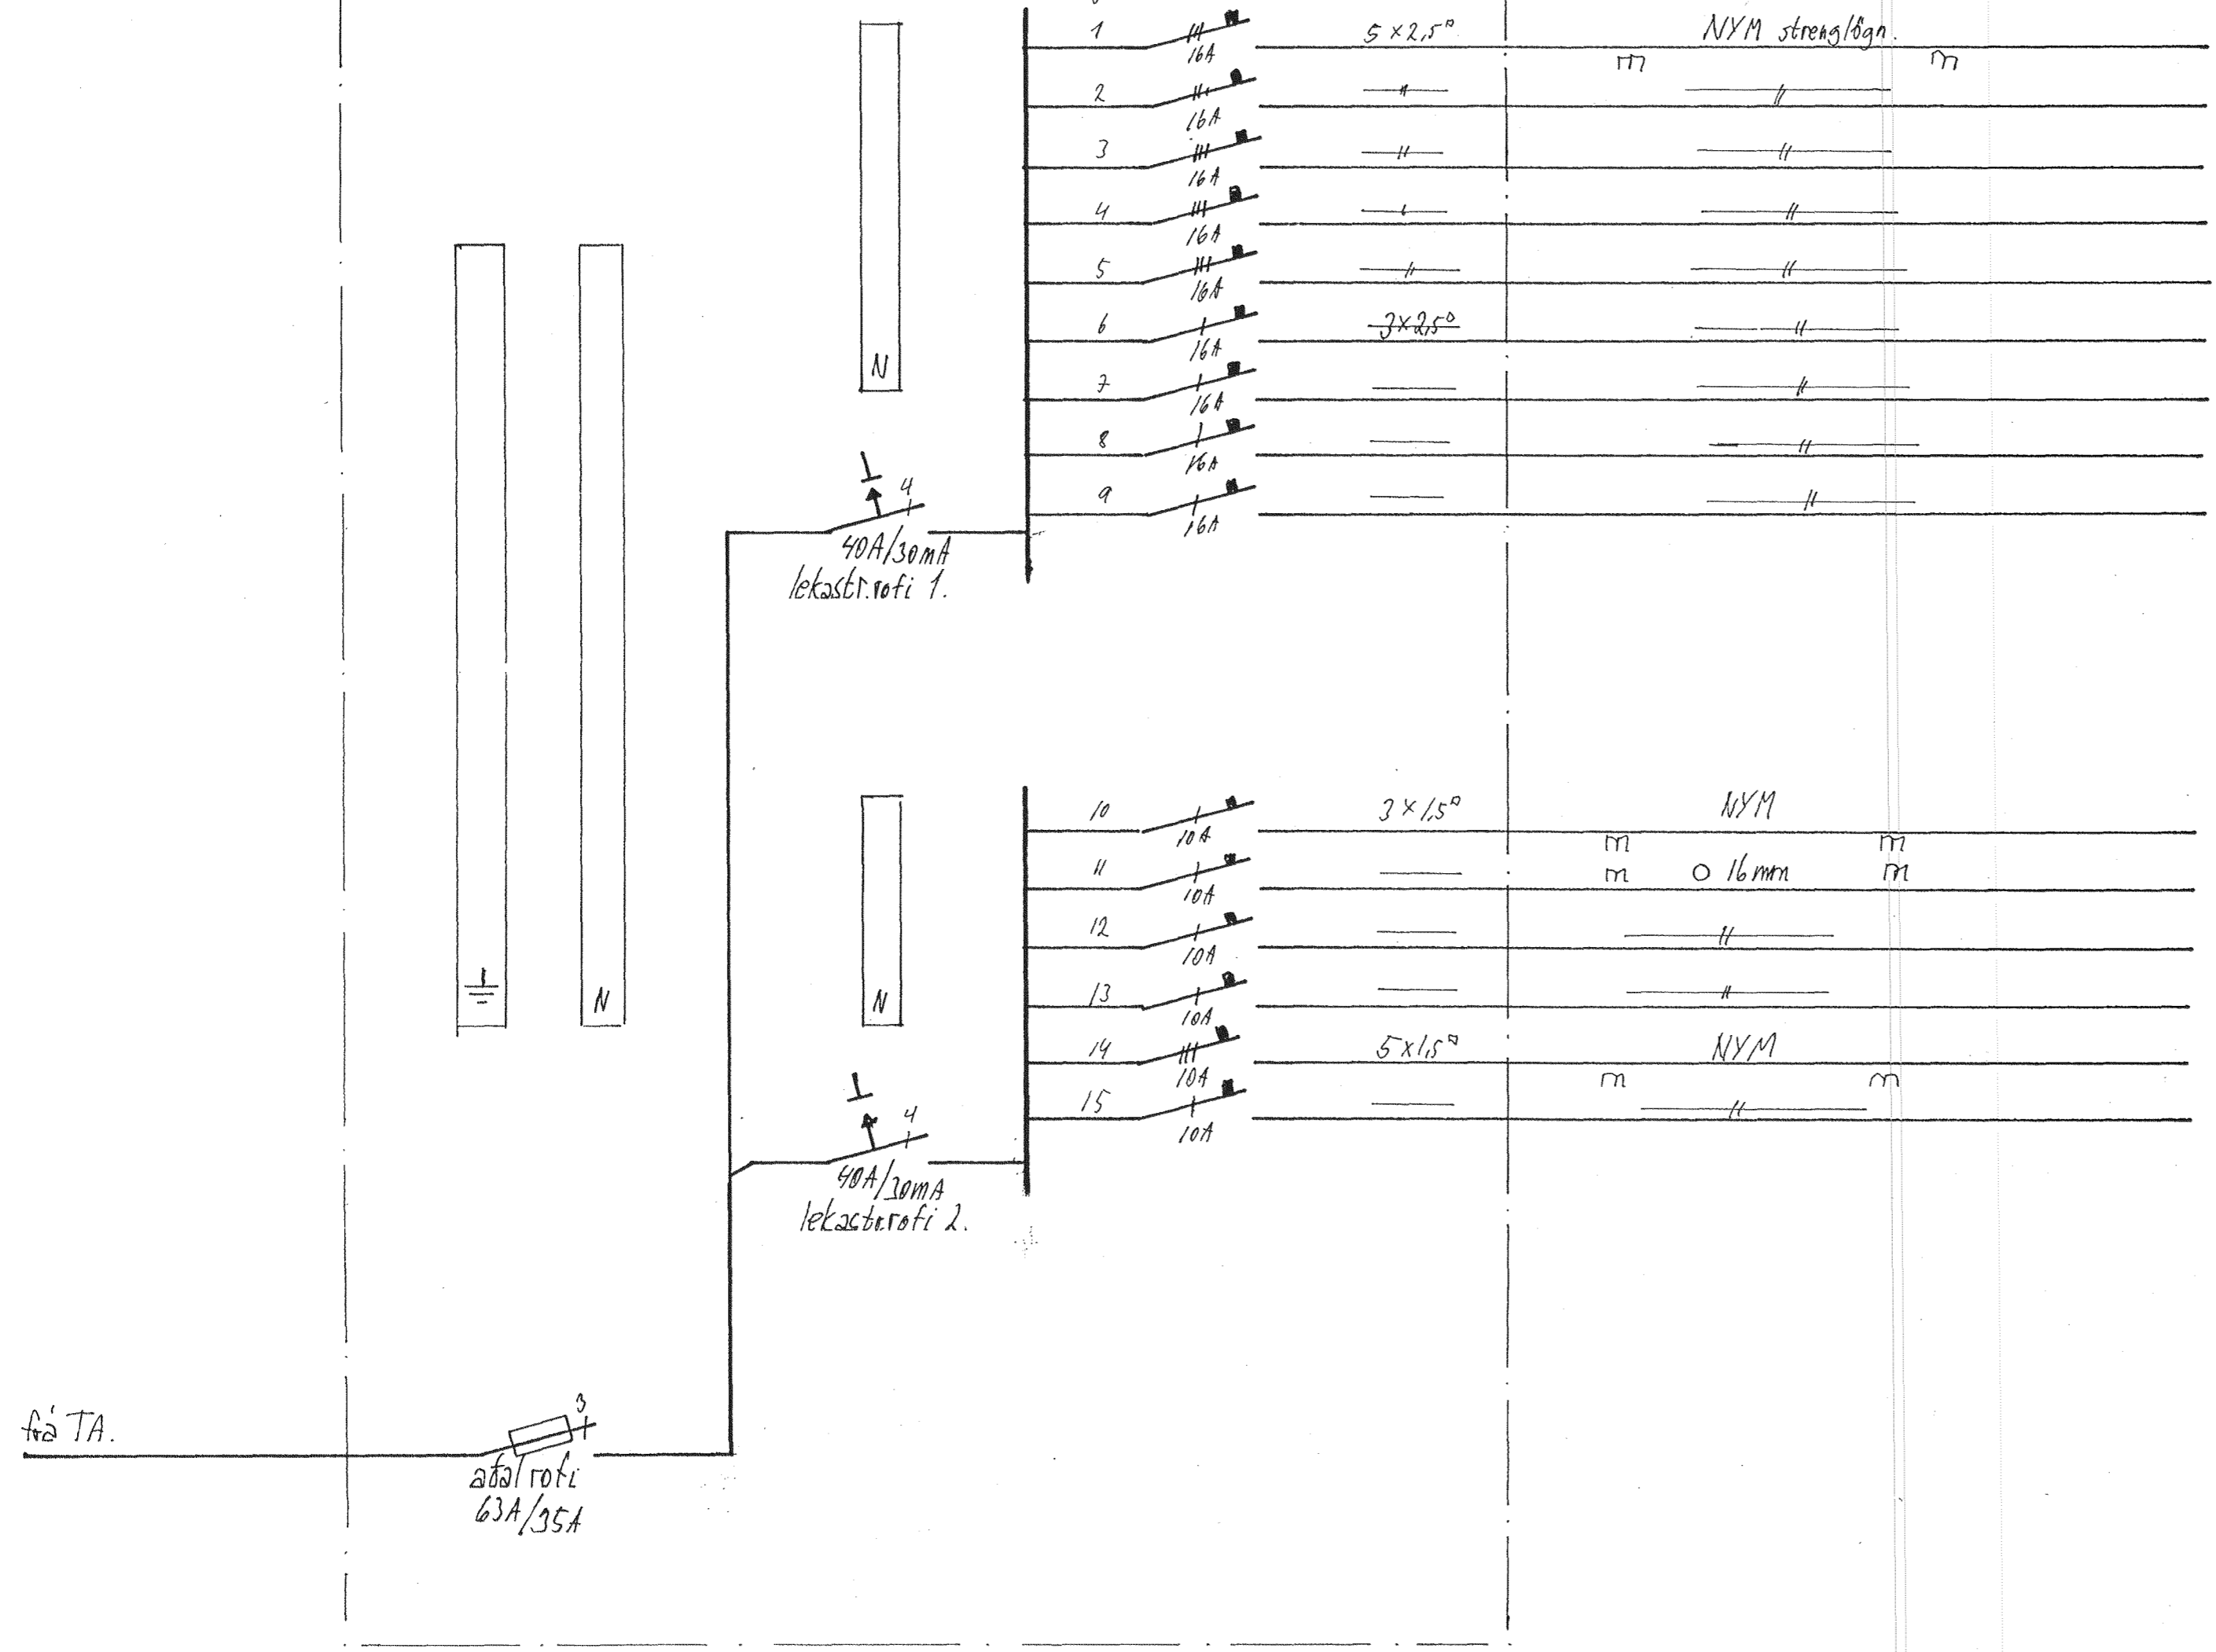 1 16A 5×2,5▫ NYM strenglögn.
m m
2 16A
3 16A
4 16A
5 16A
6 16A 3×2,5▫
7 16A
8 16A
9 16A
N
4
40A/30mA
lekastr.rofi 1.
10 10A 3×1,5▫ NYM
m m
11 10A m O 16mm m
12 10A
13 10A
14 10A 5×1,5▫ NYM
m m
15 10A
N
N
N
4
40A/30mA
lekastr.rofi 2.
frá TA.
3
aðalrofi
63A/35A